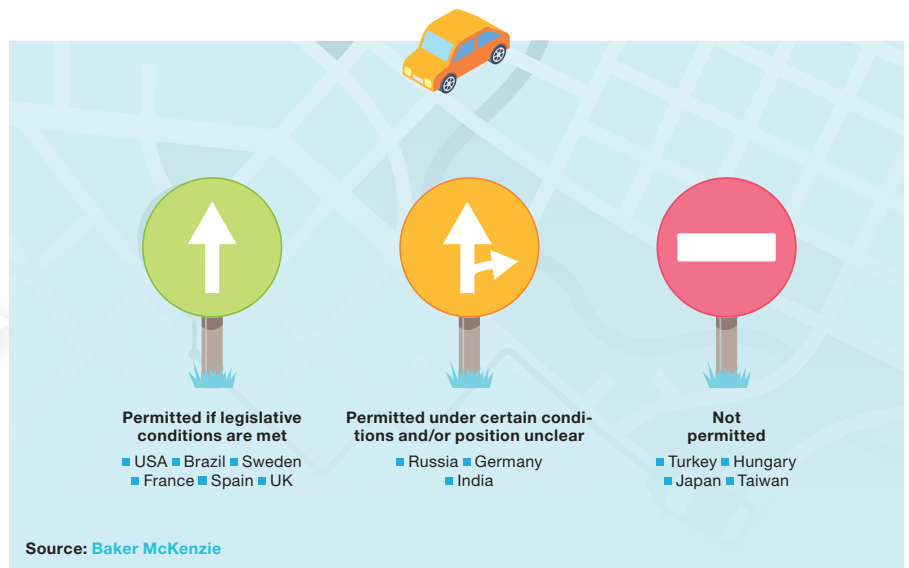 Permitted if legislative
conditions are met
■ USA ■ Brazil ■ Sweden
■ France ■ Spain ■ UK
Permitted under certain condi-
tions and/or position unclear
■ Russia ■ Germany
■ India
Not
permitted
■ Turkey ■ Hungary
■ Japan ■ Taiwan
Source: Baker McKenzie